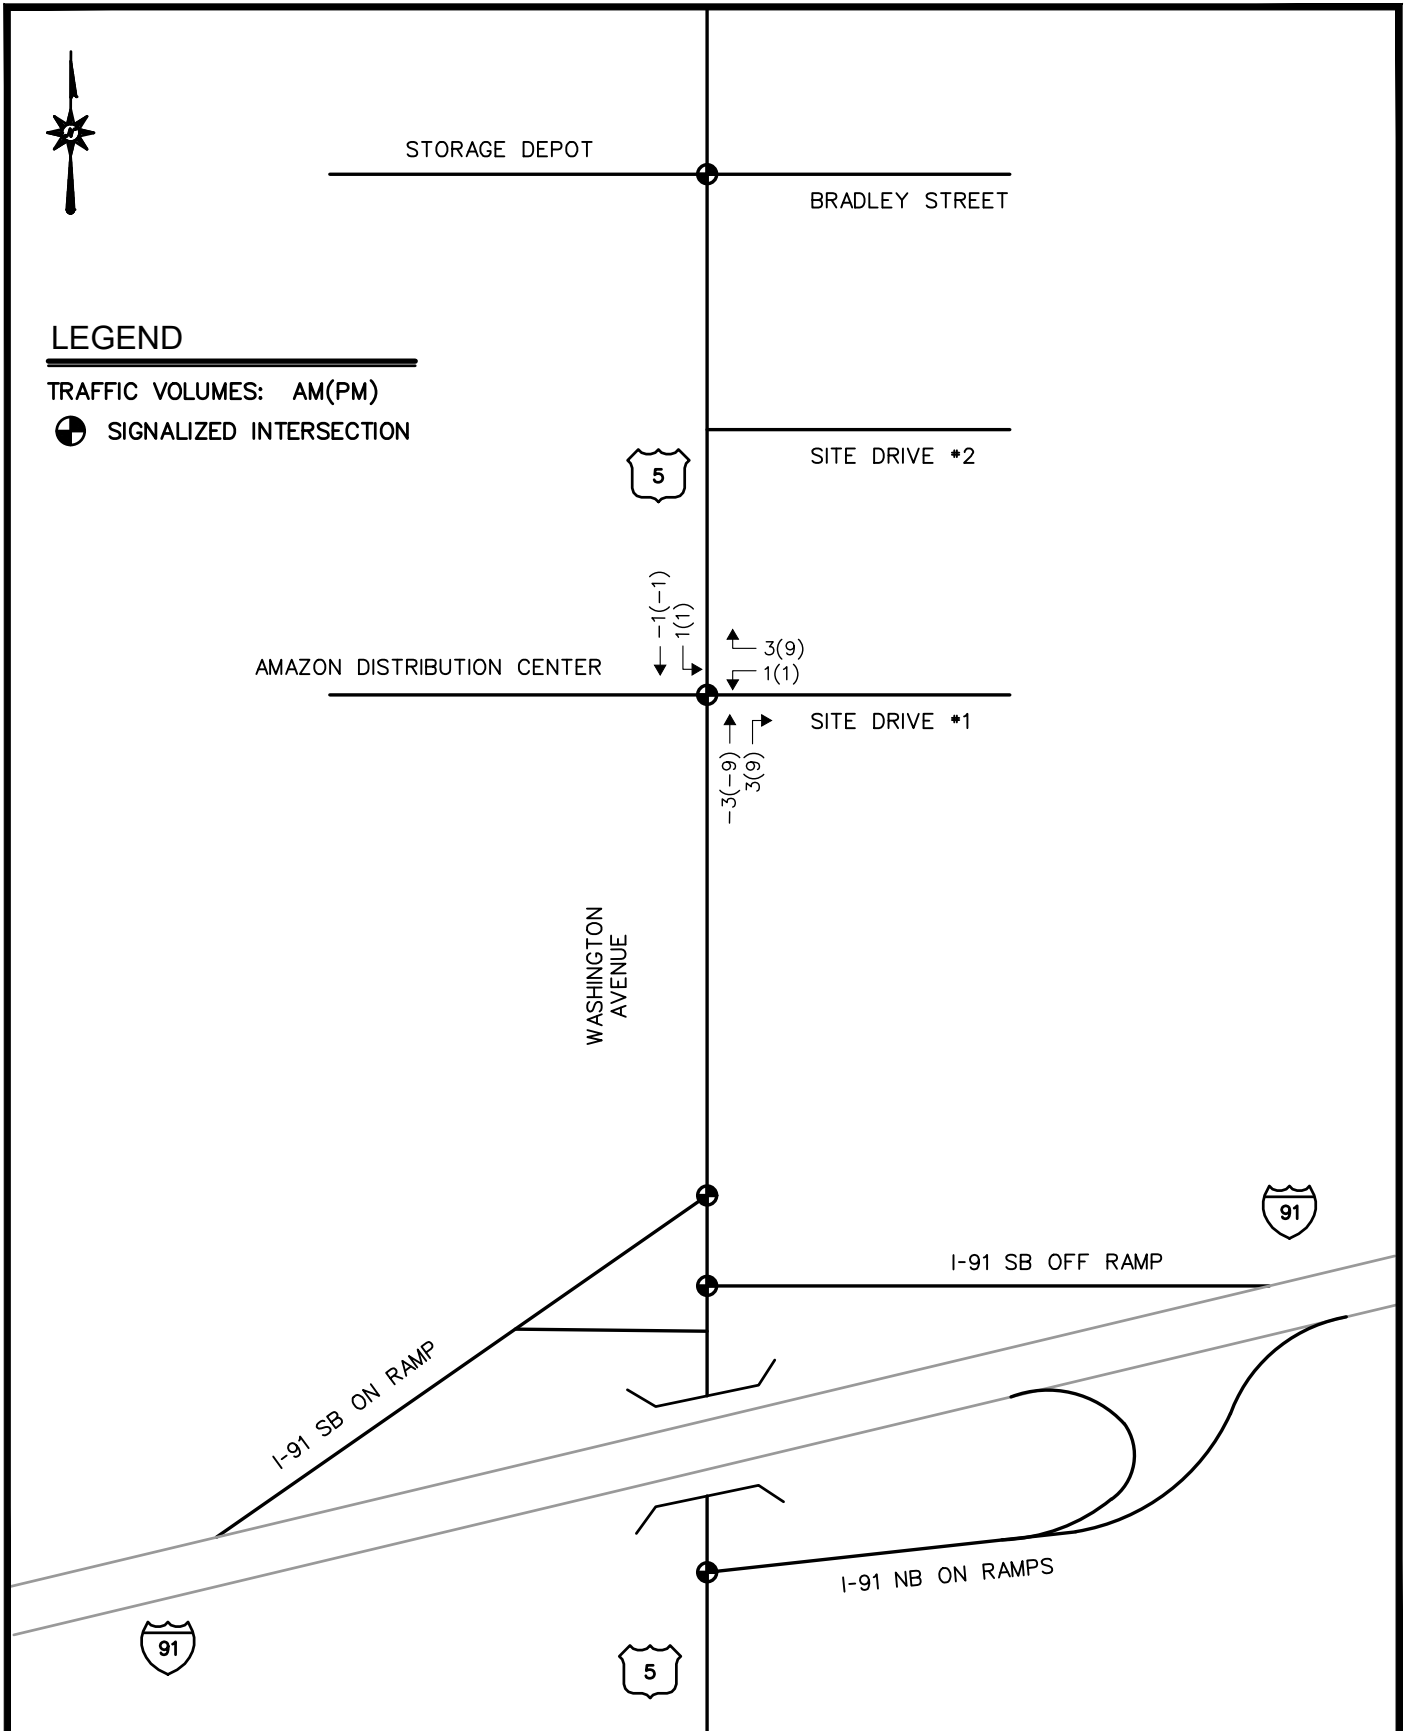 STORAGE DEPOT
BRADLEY STREET
N
LEGEND
TRAFFIC VOLUMES: AM(PM)
SIGNALIZED INTERSECTION
SITE DRIVE #2
5
-1(-1)
1(1)
3(9)
1(1)
AMAZON DISTRIBUTION CENTER
SITE DRIVE #1
-3(-9)
3(9)
WASHINGTON
AVENUE
91
I-91 SB OFF RAMP
I-91 SB ON RAMP
I-91 NB ON RAMPS
91
5